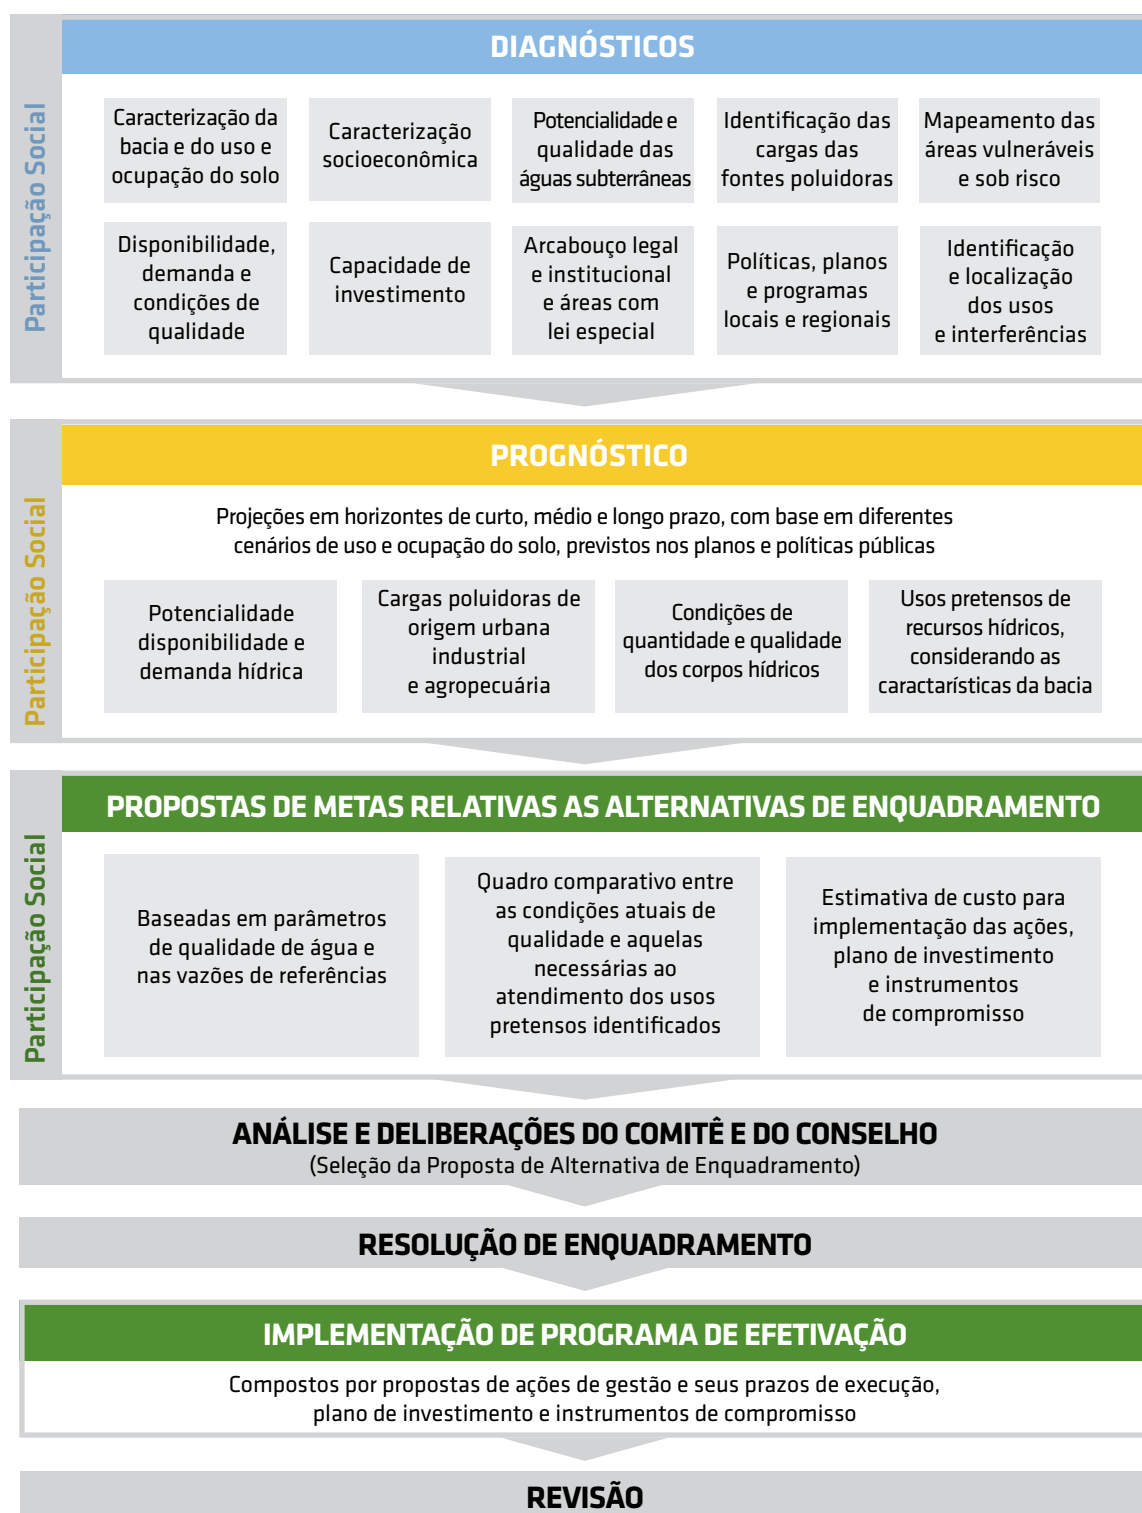 Participação Social
DIAGNÓSTICOS
Caracterização da
bacia e do uso e
ocupação do solo
Caracterização
socioeconômica
Potencialidade e
qualidade das
águas subterrâneas
Identificação das
cargas das
fontes poluidoras
Mapeamento das
áreas vulneráveis
e sob risco
Disponibilidade,
demanda e
condições de
qualidade
Capacidade de
investimento
Arcabouço legal
e institucional
e áreas com
lei especial
Políticas, planos
e programas
locais e regionais
Identificação
e localização
dos usos
e interferências
Participação Social
PROGNÓSTICO
Projeções em horizontes de curto, médio e longo prazo, com base em diferentes
cenários de uso e ocupação do solo, previstos nos planos e políticas públicas
Potencialidade
disponibilidade e
demanda hídrica
Cargas poluidoras de
origem urbana
industrial
e agropecuária
Condições de
quantidade e qualidade
dos corpos hídricos
Usos pretensos de
recursos hídricos,
considerando as
caractarísticas da bacia
Participação Social
PROPOSTAS DE METAS RELATIVAS AS ALTERNATIVAS DE ENQUADRAMENTO
Baseadas em parâmetros
de qualidade de água e
nas vazões de referências
Quadro comparativo entre
as condições atuais de
qualidade e aquelas
necessárias ao
atendimento dos usos
pretensos identificados
Estimativa de custo para
implementação das ações,
plano de investimento
e instrumentos
de compromisso
ANÁLISE E DELIBERAÇÕES DO COMITÊ E DO CONSELHO
(Seleção da Proposta de Alternativa de Enquadramento)
RESOLUÇÃO DE ENQUADRAMENTO
IMPLEMENTAÇÃO DE PROGRAMA DE EFETIVAÇÃO
Compostos por propostas de ações de gestão e seus prazos de execução,
plano de investimento e instrumentos de compromisso
REVISÃO